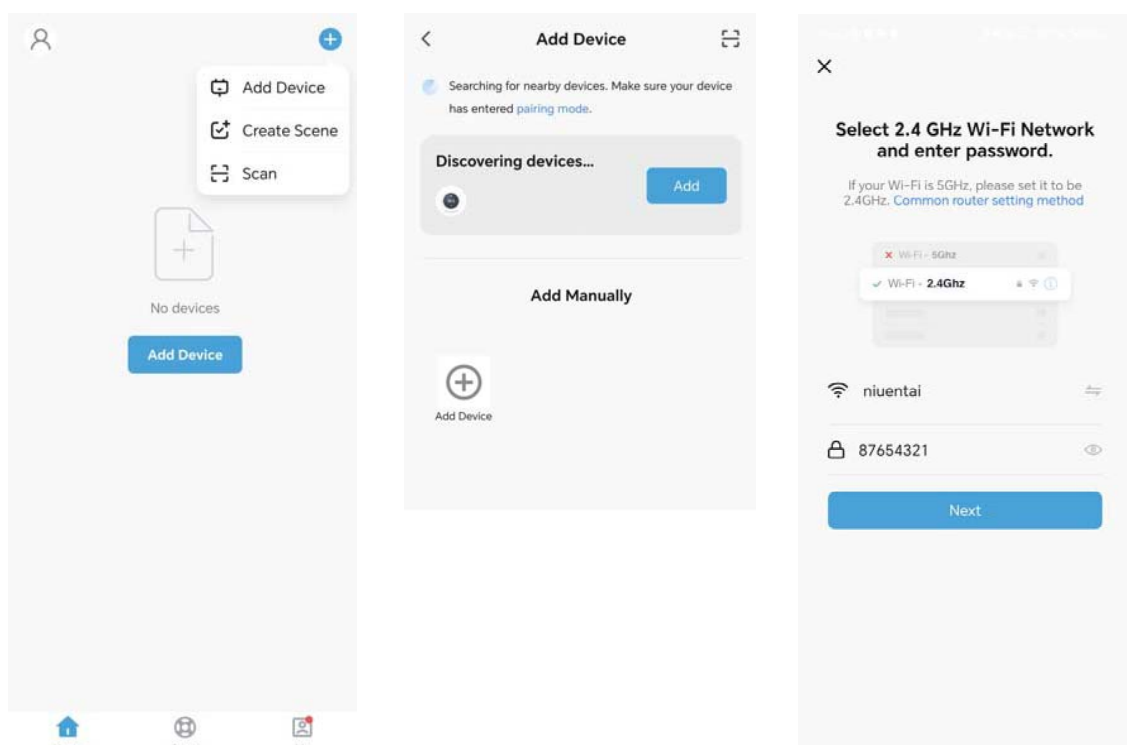 Add Device
Create Scene
Scan
No devices
Add Device
Add Device
Searching for nearby devices. Make sure your device
has entered pairing mode.
Discovering devices...
Add
Add Manually
Add Device
Select 2.4 GHz Wi-Fi Network
and enter password.
If your Wi-Fi is 5GHz, please set it to be
2.4GHz. Common router setting method
Wi-Fi - 5Ghz
Wi-Fi - 2.4Ghz
niuentai
87654321
Next